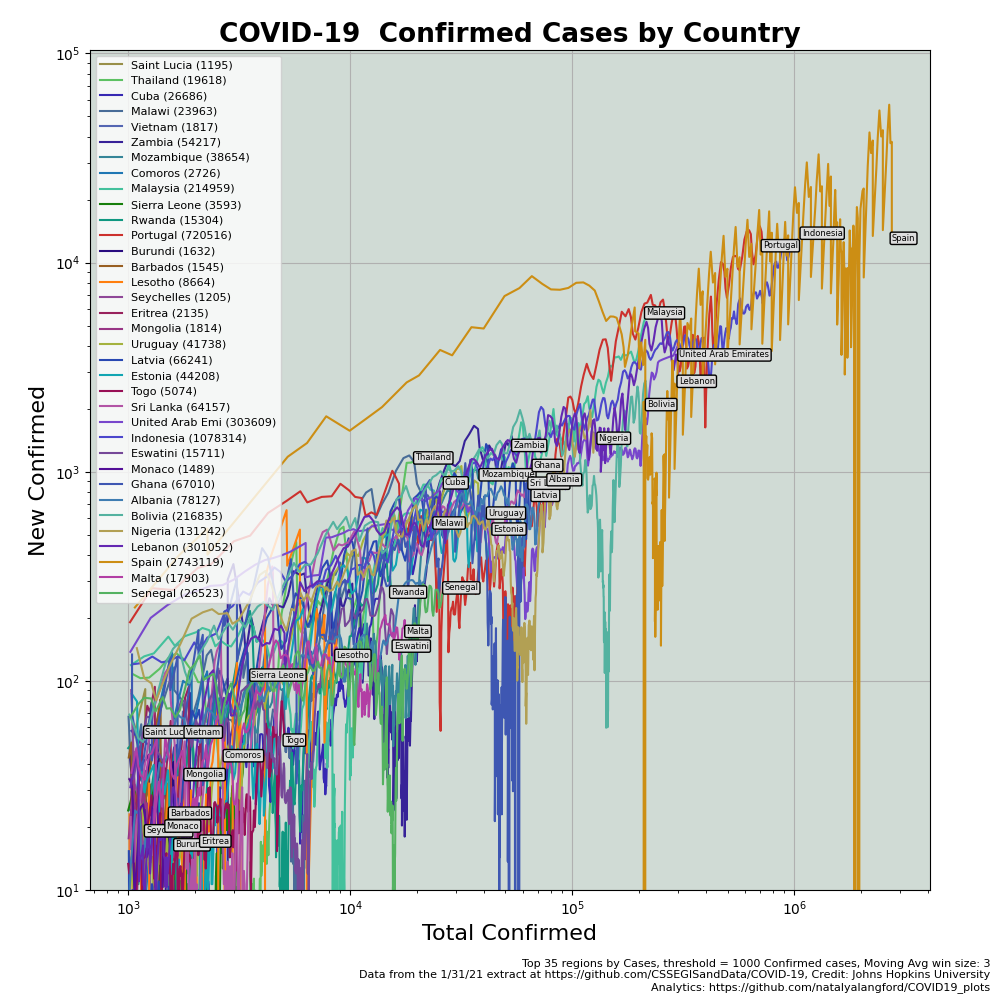 COVID-19  Confirmed Cases by Country
10^5
10^4
10^3
10^2
10^1
New Confirmed
Saint Lucia (1195)
Thailand (19618)
Cuba (26686)
Malawi (23963)
Vietnam (1817)
Zambia (54217)
Mozambique (38654)
Comoros (2726)
Malaysia (214959)
Sierra Leone (3593)
Rwanda (15304)
Portugal (720516)
Burundi (1632)
Barbados (1545)
Lesotho (8664)
Seychelles (1205)
Eritrea (2135)
Mongolia (1814)
Uruguay (41738)
Latvia (66241)
Estonia (44208)
Togo (5074)
Sri Lanka (64157)
United Arab Emi (303609)
Indonesia (1078314)
Eswatini (15711)
Monaco (1489)
Ghana (67010)
Albania (78127)
Bolivia (216835)
Nigeria (131242)
Lebanon (301052)
Spain (2743119)
Malta (17903)
Senegal (26523)
Indonesia
Spain
Portugal
Malaysia
United Arab Emirates
Lebanon
Bolivia
Nigeria
Zambia
Thailand
Ghana
Mozambique
Albania
Cuba
Sri
Latvia
Uruguay
Malawi
Estonia
Senegal
Rwanda
Malta
Eswatini
Lesotho
Sierra Leone
Saint Luc
Vietnam
Togo
Comoros
Mongolia
Barbados
Monaco
Seyc
Eritrea
Burun
10^3
10^4
10^5
10^6
Total Confirmed
Top 35 regions by Cases, threshold = 1000 Confirmed cases, Moving Avg win size: 3
Data from the 1/31/21 extract at https://github.com/CSSEGISandData/COVID-19, Credit: Johns Hopkins University
Analytics: https://github.com/natalyalangford/COVID19_plots